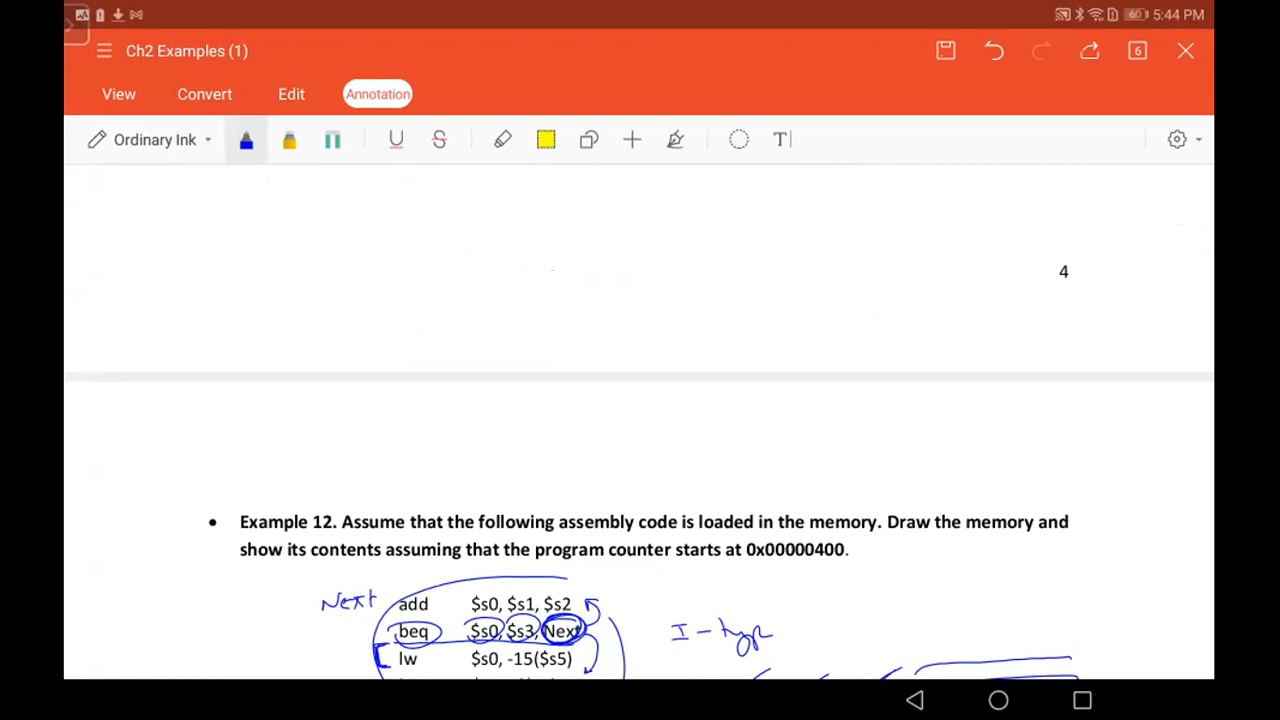 60 5:44 PM
Ch2 Examples (1) 6
View Convert Edit Annotation
Ordinary Ink U S T
4
• Example 12. Assume that the following assembly code is loaded in the memory. Draw the memory and
show its contents assuming that the program counter starts at 0x00000400.
Next add $s0, $s1, $s2
beq $s0, $s3, Next I-type
lw $s0, -15($s5)